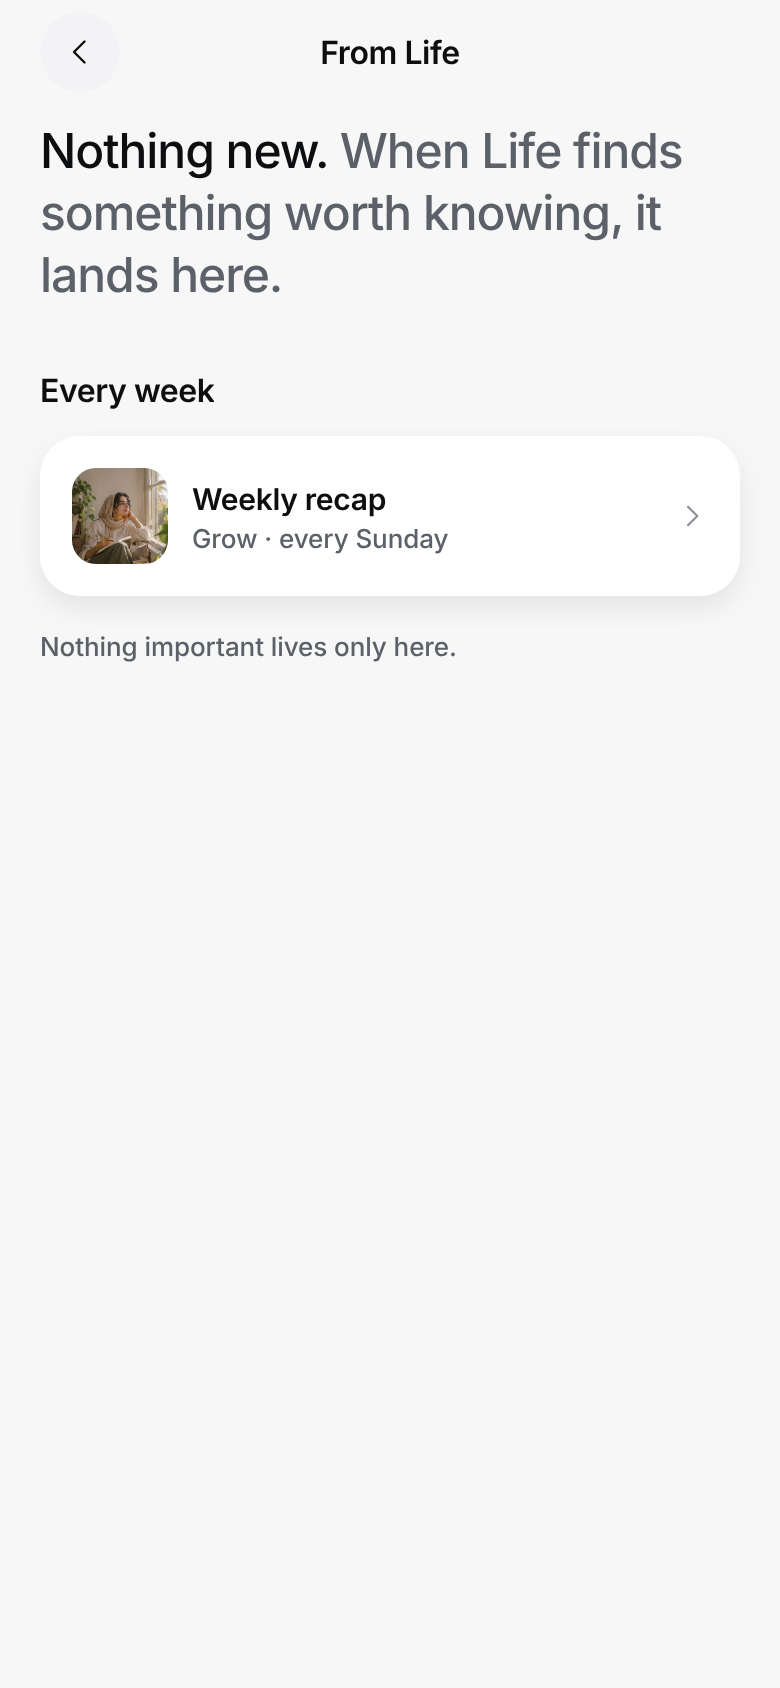 From Life
Nothing new. When Life finds
something worth knowing, it
lands here.
Every week
Weekly recap
Grow · every Sunday
Nothing important lives only here.